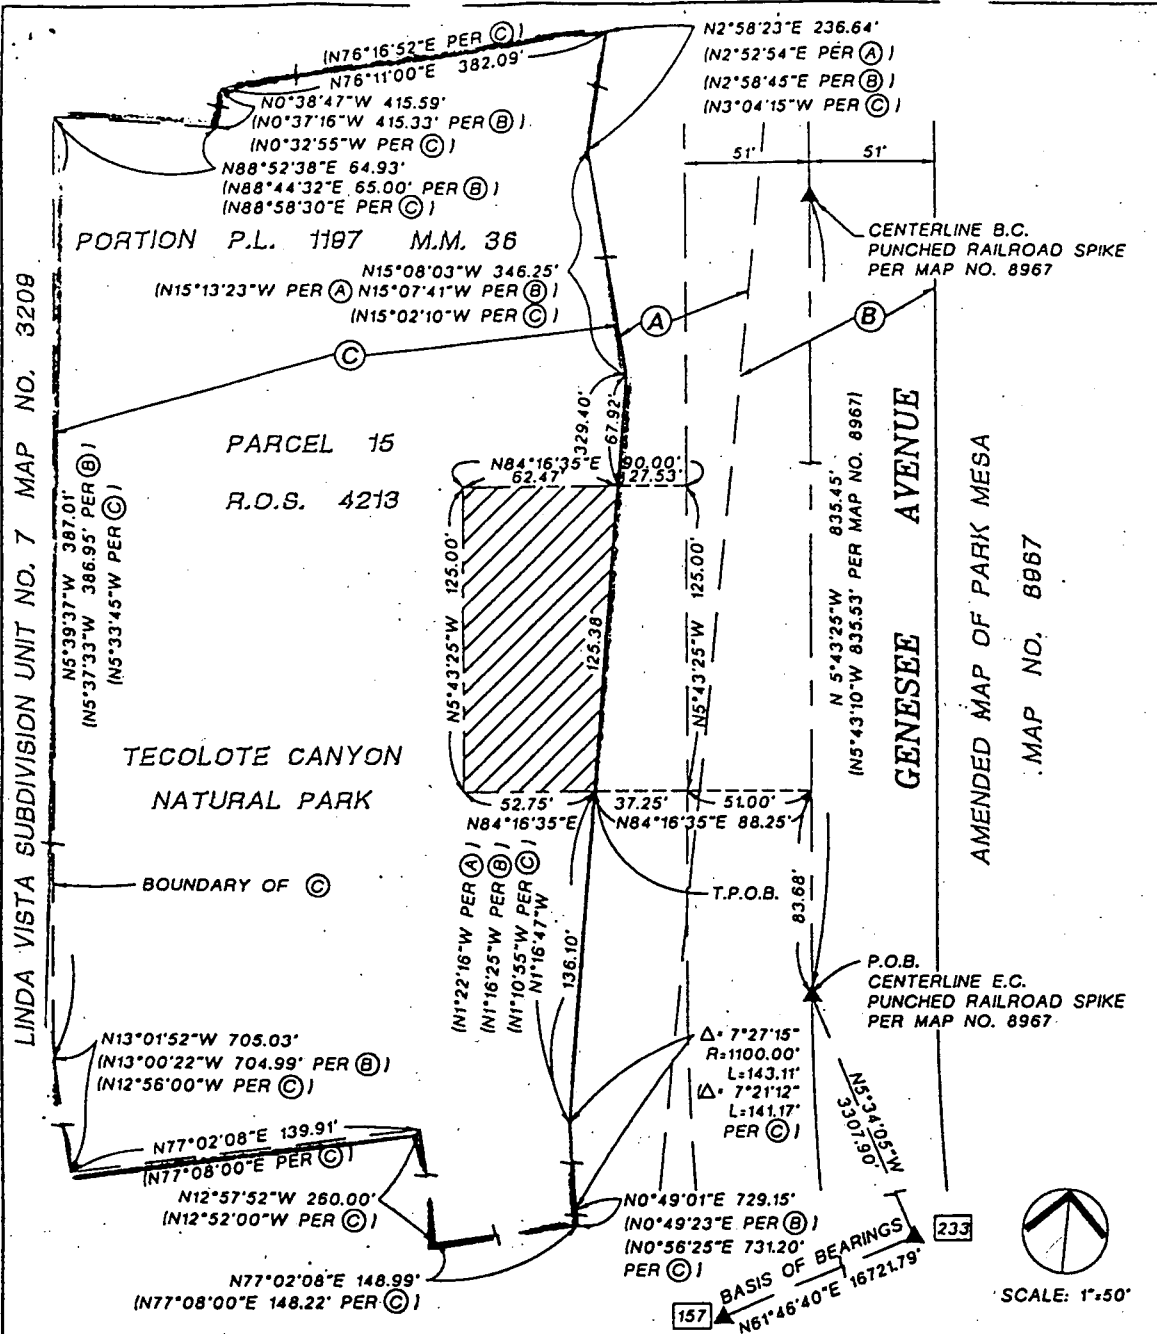 (N76°16'52"E PER Ⓒ)
N76°11'00"E 382.09'
N0°38'47"W 415.59'
(N0°37'16"W 415.33' PER Ⓑ)
(N0°32'55"W PER Ⓒ)
N88°52'38"E 64.93'
(N88°44'32"E 65.00' PER Ⓑ)
(N88°58'30"E PER Ⓒ)
N2°58'23"E 236.64'
(N2°52'54"E PER Ⓐ)
(N2°58'45"E PER Ⓑ)
(N3°04'15"W PER Ⓒ)
51'
51'
CENTERLINE B.C.
PUNCHED RAILROAD SPIKE
PER MAP NO. 8967
PORTION P.L. 1197 M.M. 36
N15°08'03"W 346.25'
(N15°13'23"W PER Ⓐ N15°07'41"W PER Ⓑ)
(N15°02'10"W PER Ⓒ)
Ⓐ
Ⓑ
Ⓒ
LINDA VISTA SUBDIVISION UNIT NO. 7 MAP NO. 3209
N5°39'37"W 387.01'
(N5°37'33"W 386.95' PER Ⓑ)
(N5°33'45"W PER Ⓒ)
PARCEL 15
R.O.S. 4213
329.40'
67.92'
N84°16'35"E 90.00'
62.47'
27.53'
N5°43'25"W 125.00'
125.38'
N5°43'25"W 125.00'
N 5°43'25"W 835.45'
(N5°43'10"W 835.53' PER MAP NO. 8967)
GENESEE AVENUE
AMENDED MAP OF PARK MESA
MAP NO. 8967
TECOLOTE CANYON
NATURAL PARK
52.75'
37.25'
51.00'
N84°16'35"E
N84°16'35"E 88.25'
BOUNDARY OF Ⓒ
(N1°22'16"W PER Ⓐ)
(N1°16'25"W PER Ⓑ)
(N1°10'55"W PER Ⓒ)
N1°16'47"W
136.10'
T.P.O.B.
83.68'
P.O.B.
CENTERLINE E.C.
PUNCHED RAILROAD SPIKE
PER MAP NO. 8967
N13°01'52"W 705.03'
(N13°00'22"W 704.99' PER Ⓑ)
(N12°56'00"W PER Ⓒ)
Δ= 7°27'15"
R=1100.00'
L=143.11'
(Δ= 7°21'12"
L=141.17'
PER Ⓒ)
N5°34'05"W
3307.90'
N77°02'08"E 139.91'
(N77°08'00"E PER Ⓒ)
N12°57'52"W 260.00'
(N12°52'00"W PER Ⓒ)
N0°49'01"E 729.15'
(N0°49'23"E PER Ⓑ)
(N0°56'25"E 731.20'
PER Ⓒ)
N77°02'08"E 148.99'
(N77°08'00"E 148.22' PER Ⓒ)
BASIS OF BEARINGS
N61°46'40"E 16721.79'
233
157
SCALE: 1"=50'